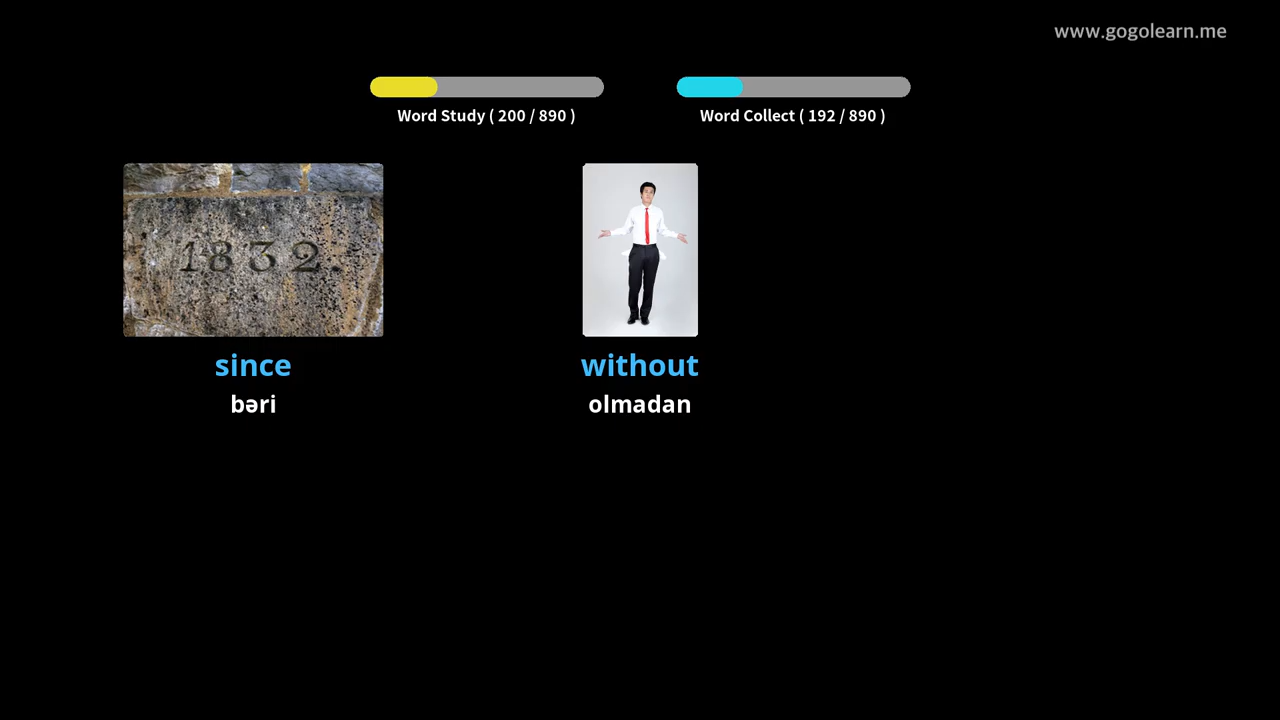 www.gogolearn.me
Word Study ( 200 / 890 )
Word Collect ( 192 / 890 )
1832.
since
without
bəri
olmadan